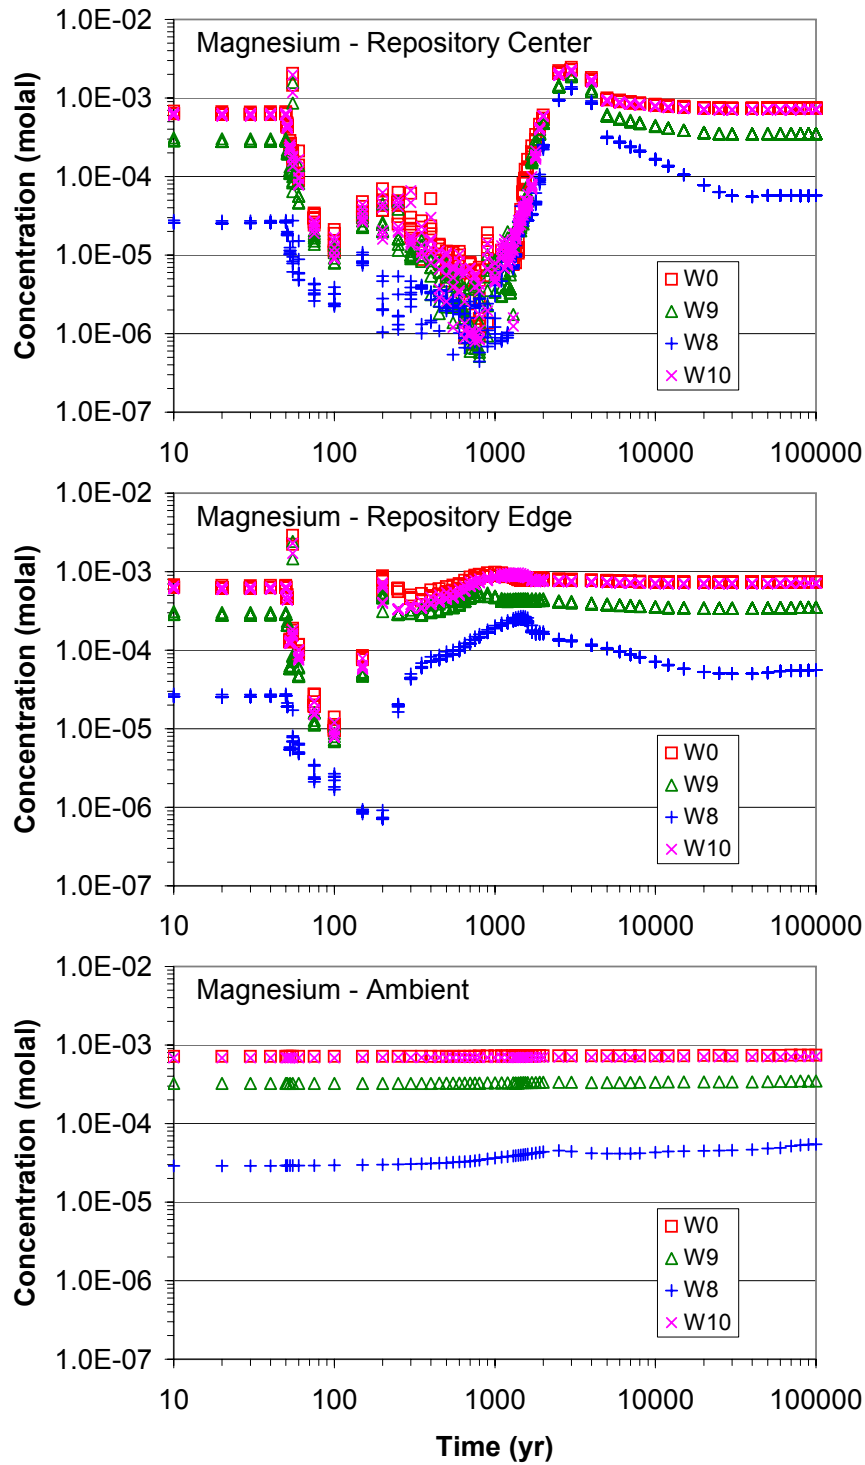 Magnesium - Repository Center
Concentration (molal)
1.0E-02
1.0E-03
1.0E-04
1.0E-05
1.0E-06
1.0E-07
W0
W9
W8
W10
10 100 1000 10000 100000
Magnesium - Repository Edge
Concentration (molal)
1.0E-02
1.0E-03
1.0E-04
1.0E-05
1.0E-06
1.0E-07
W0
W9
W8
W10
10 100 1000 10000 100000
Magnesium - Ambient
Concentration (molal)
1.0E-02
1.0E-03
1.0E-04
1.0E-05
1.0E-06
1.0E-07
W0
W9
W8
W10
10 100 1000 10000 100000
Time (yr)